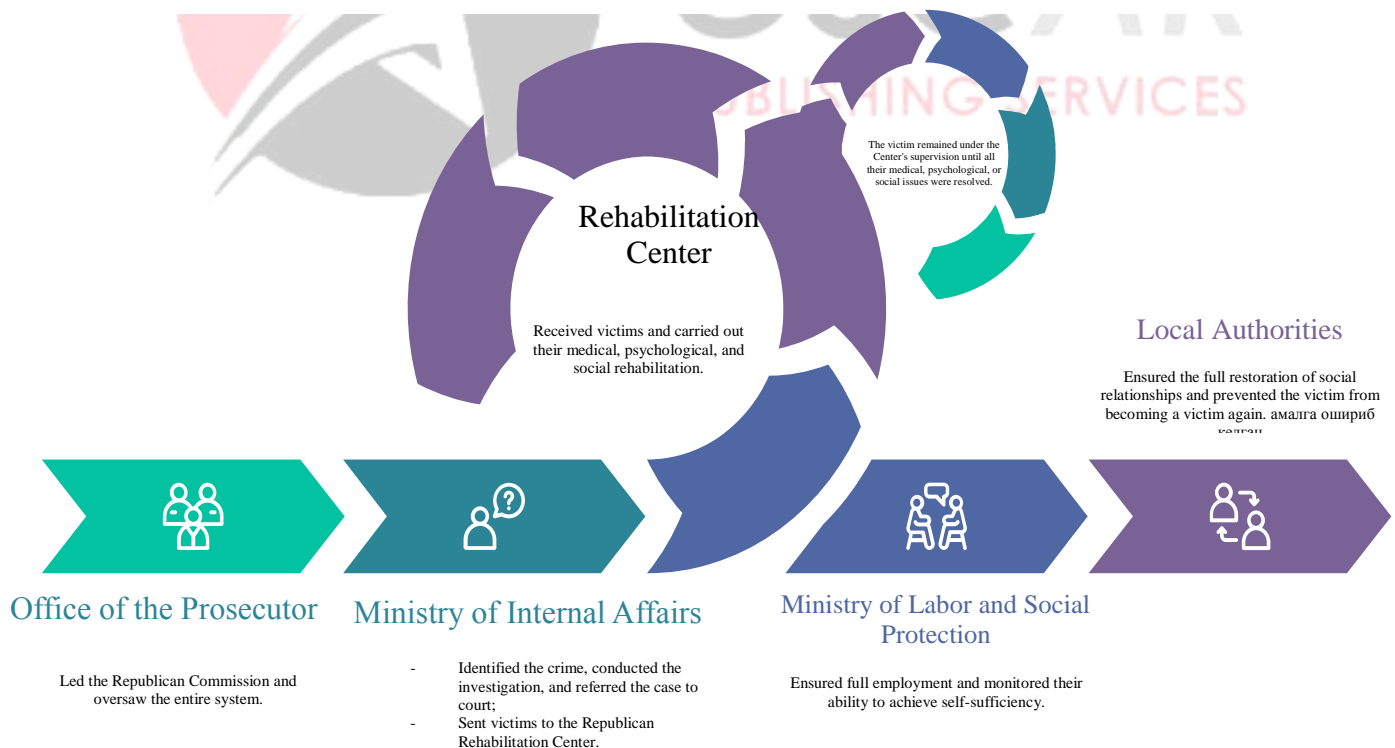 UBLISHING SERVICES
The victim remained under the
Center's supervision until all
their medical, psychological, or
social issues were resolved.
Rehabilitation
Center
Received victims and carried out
their medical, psychological, and
social rehabilitation.
Local Authorities
Ensured the full restoration of social
relationships and prevented the victim from
becoming a victim again. амалга ошириб
келган
Office of the Prosecutor
Led the Republican Commission and
oversaw the entire system.
Ministry of Internal Affairs
- Identified the crime, conducted the
investigation, and referred the case to
court;
- Sent victims to the Republican
Rehabilitation Center.
Ministry of Labor and Social
Protection
Ensured full employment and monitored their
ability to achieve self-sufficiency.